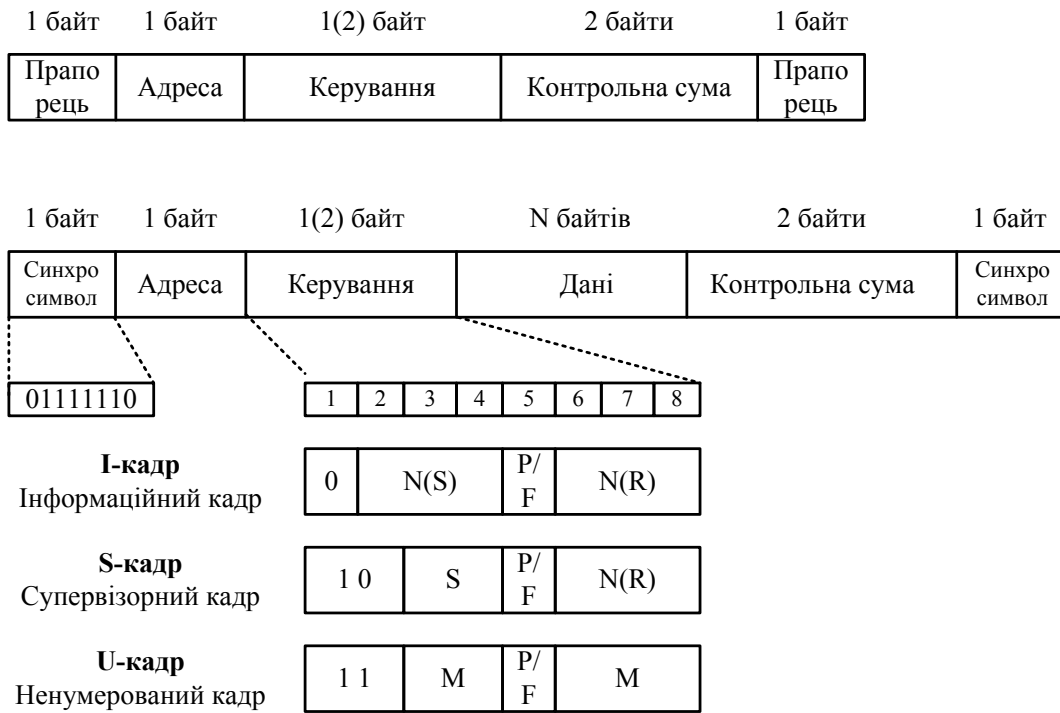 1 байт 1 байт 1(2) байт 2 байти 1 байт
Прапо рець Адреса Керування Контрольна сума Прапо рець
1 байт 1 байт 1(2) байт N байтів 2 байти 1 байт
Синхро символ Адреса Керування Дані Контрольна сума Синхро символ
01111110 1 2 3 4 5 6 7 8
I-кадр
Інформаційний кадр
0 N(S) P/ F N(R)
S-кадр
Супервізорний кадр
1 0 S P/ F N(R)
U-кадр
Ненумерований кадр
1 1 M P/ F M